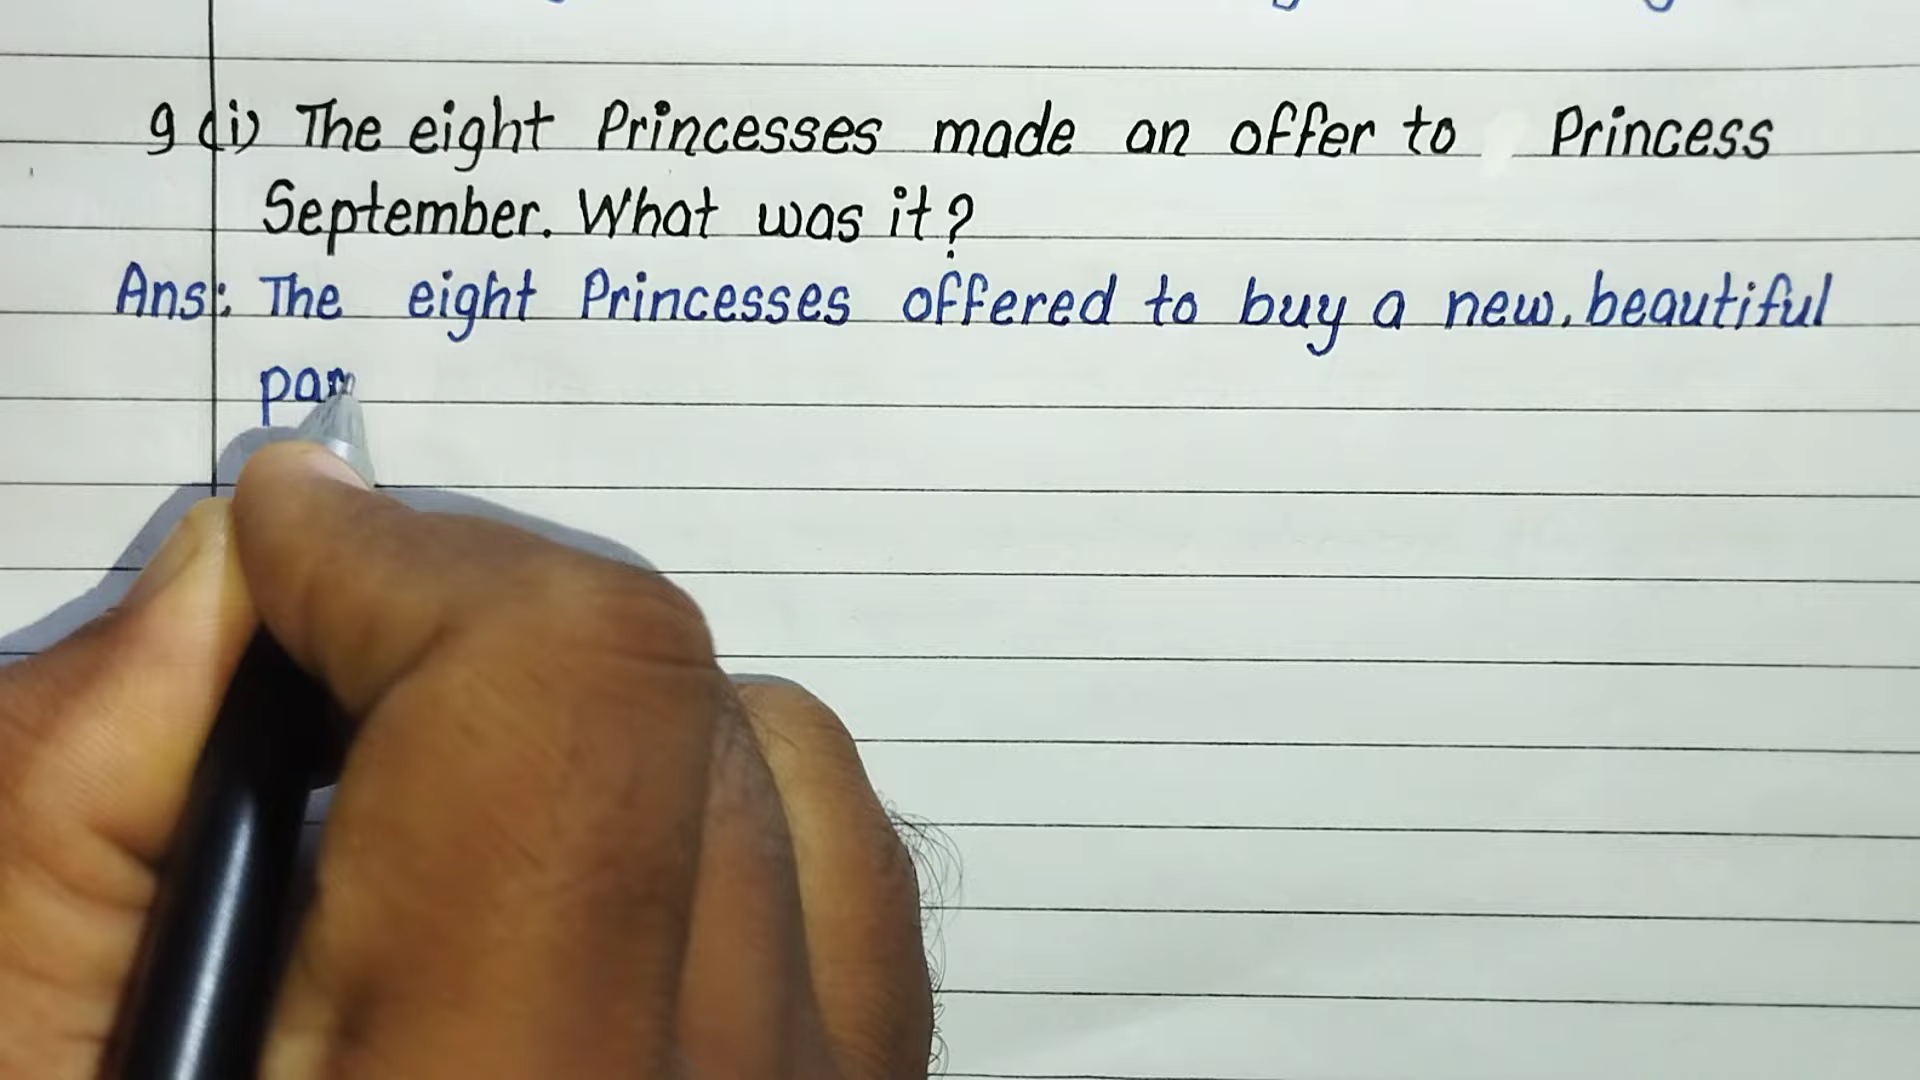 9 (i) The eight Princesses made an offer to Princess
September. What was it?
Ans: The eight Princesses offered to buy a new, beautiful
par